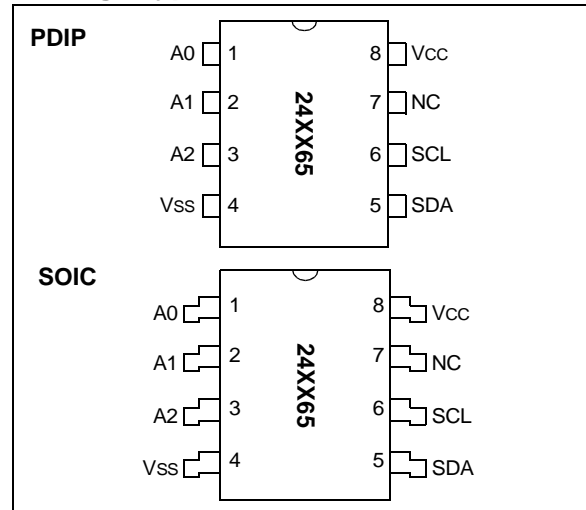 PDIP
A0 1 8 VCC
A1 2 7 NC
24XX65
A2 3 6 SCL
VSS 4 5 SDA
SOIC
A0 1 8 VCC
A1 2 7 NC
24XX65
A2 3 6 SCL
VSS 4 5 SDA